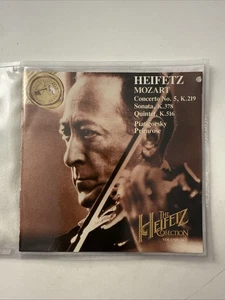 HEIFETZ
MOZART
Concerto No. 5, K.219
Sonata, K.378
Quintet, K.516
Piatigorsky
Primrose
THE
HEIFETZ
COLLECTION